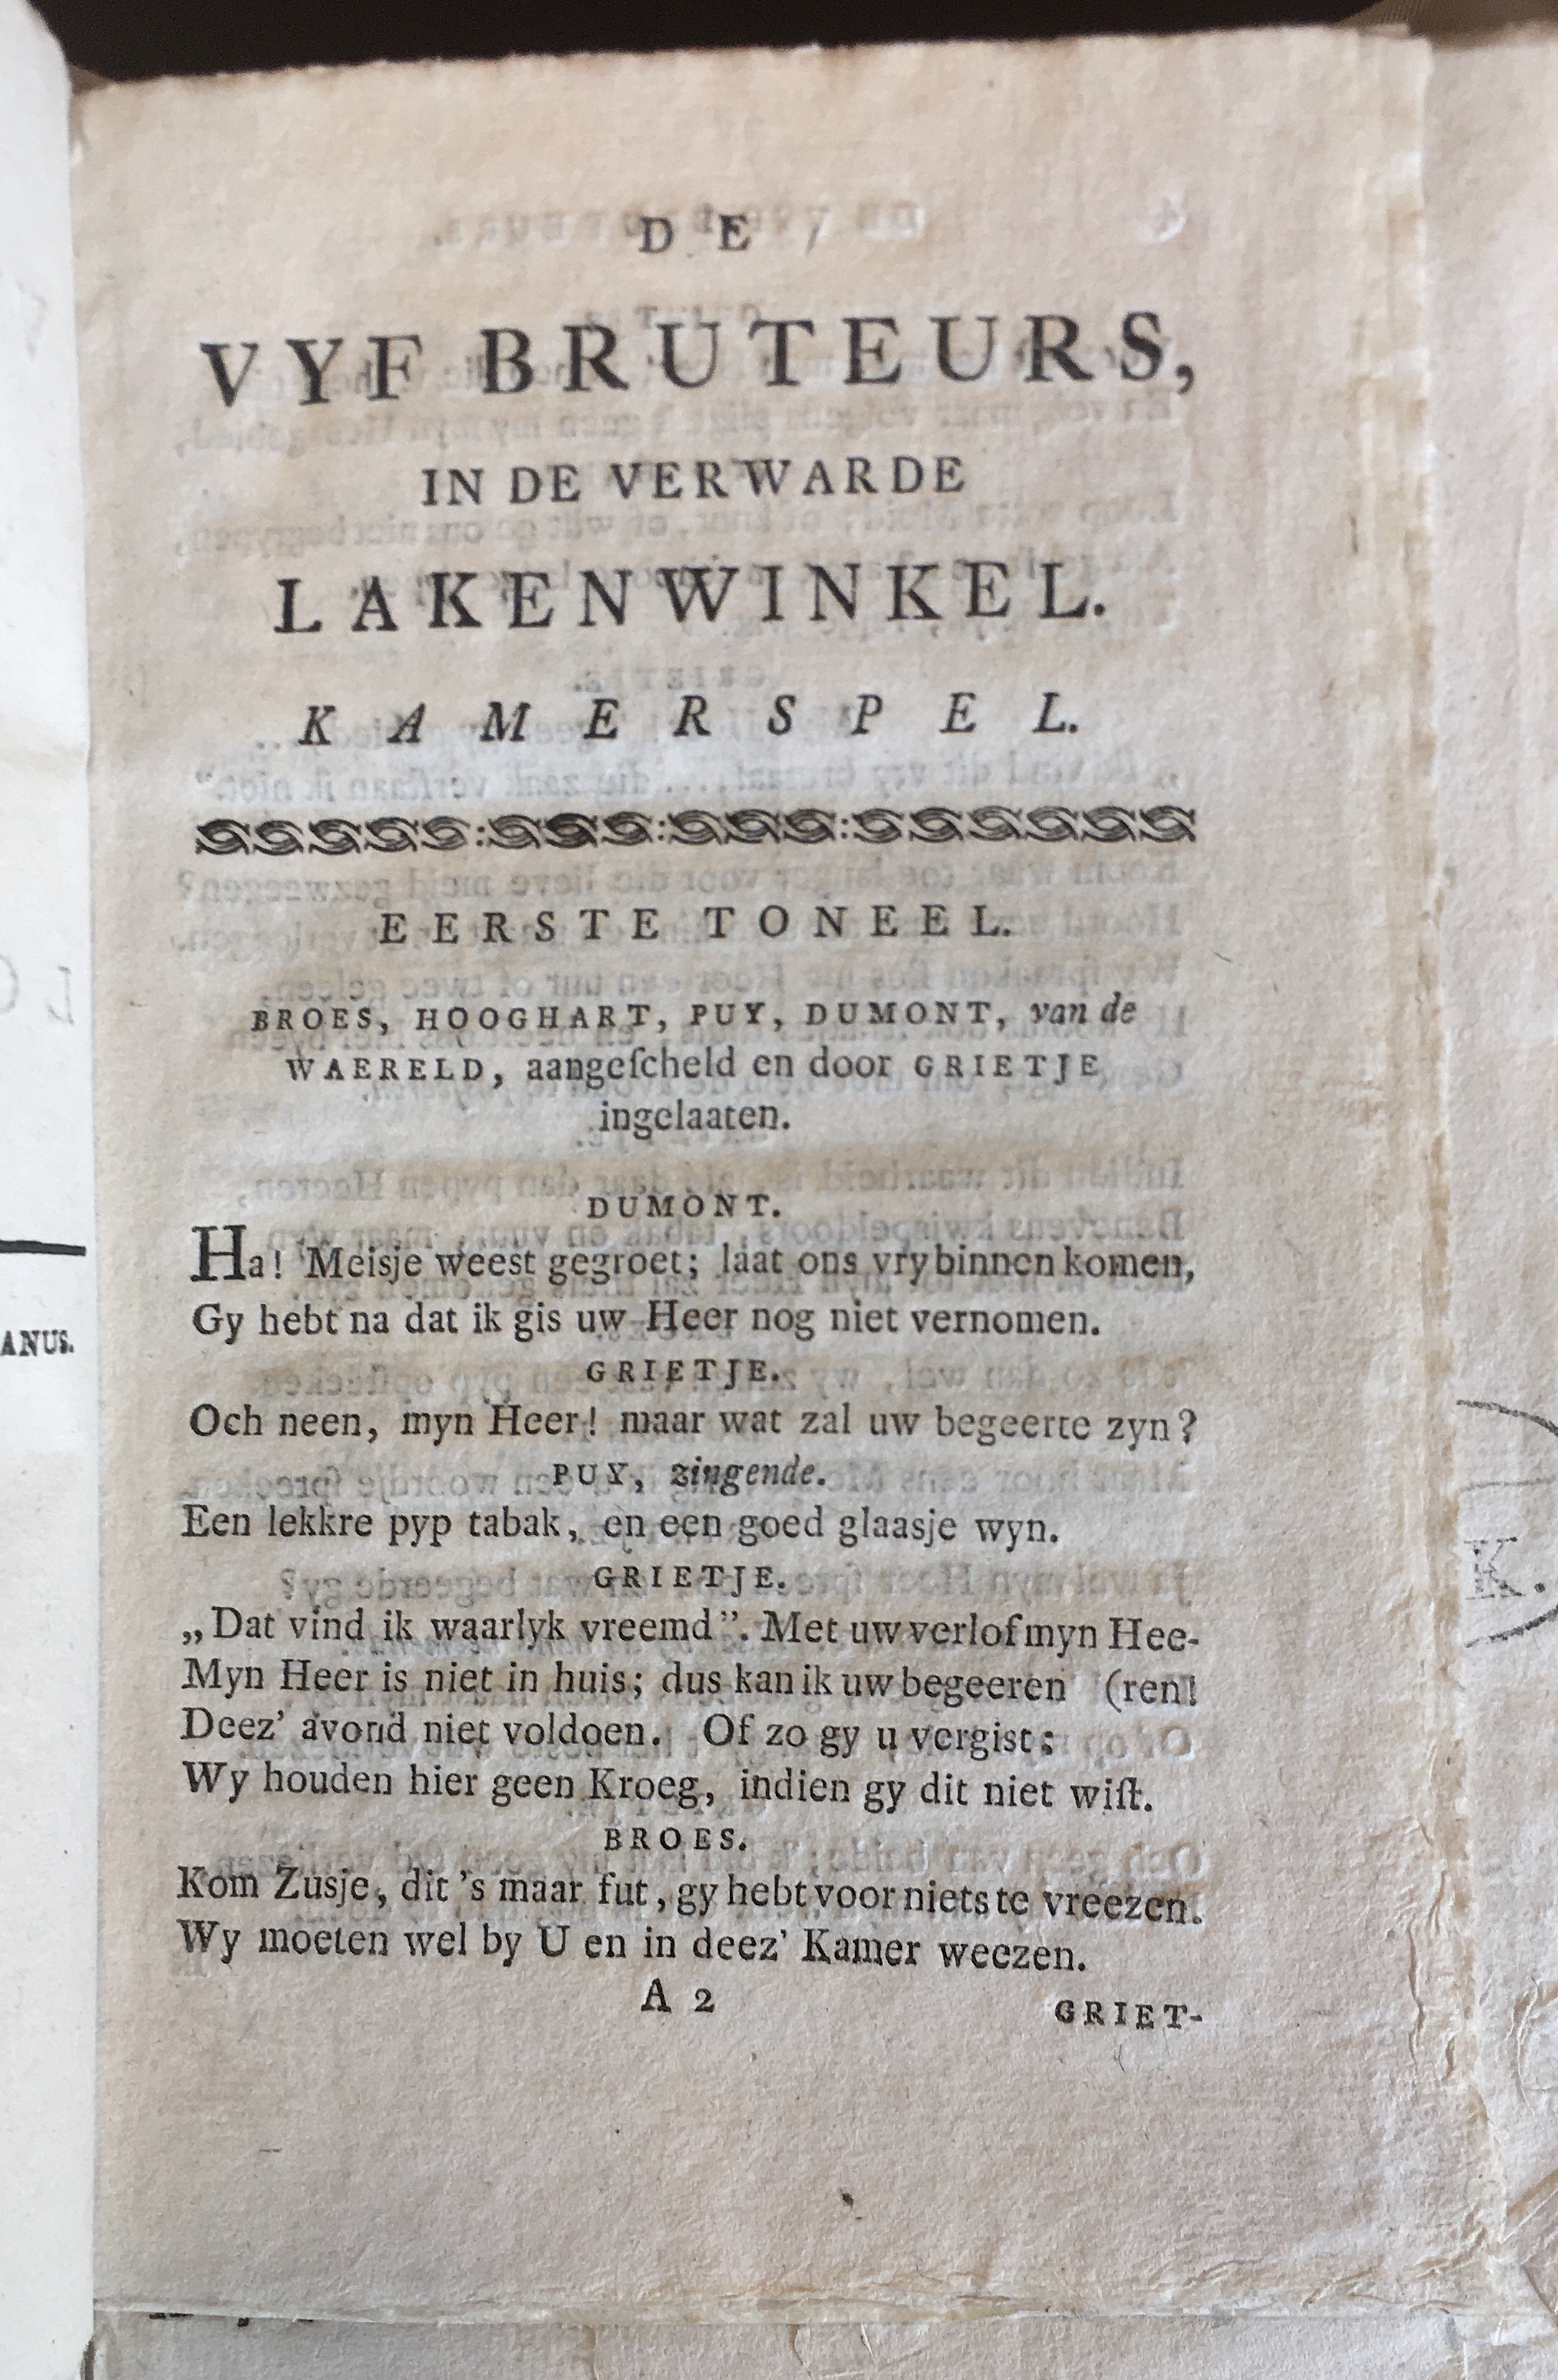 DE
VYF BRUTEURS,
IN DE VERWARDE
LAKENWINKEL.
KAMERSPEL.
EERSTE TONEEL.
BROES, HOOGHART, PUY, DUMONT, van de
WAERELD, aangeſcheld en door GRIETJE
ingelaaten.
DUMONT.
Ha! Meisje weest gegroet; laat ons vry binnen komen,
Gy hebt na dat ik gis uw Heer nog niet vernomen.
GRIETJE.
Och neen, myn Heer! maar wat zal uw begeerte zyn?
PUY, zingende.
Een lekkre pyp tabak, en een goed glaasje wyn.
GRIETJE.
„Dat vind ik waarlyk vreemd”. Met uw verlof myn Hee-
Myn Heer is niet in huis; dus kan ik uw begeeren (ren!
Deez’ avond niet voldoen. Of zo gy u vergist;
Wy houden hier geen Kroeg, indien gy dit niet wiſt.
BROES.
Kom Zusje, dit ’s maar fut, gy hebt voor niets te vreezen.
Wy moeten wel by U en in deez’ Kamer weezen.
A 2
GRIET-
ANUS.
K.